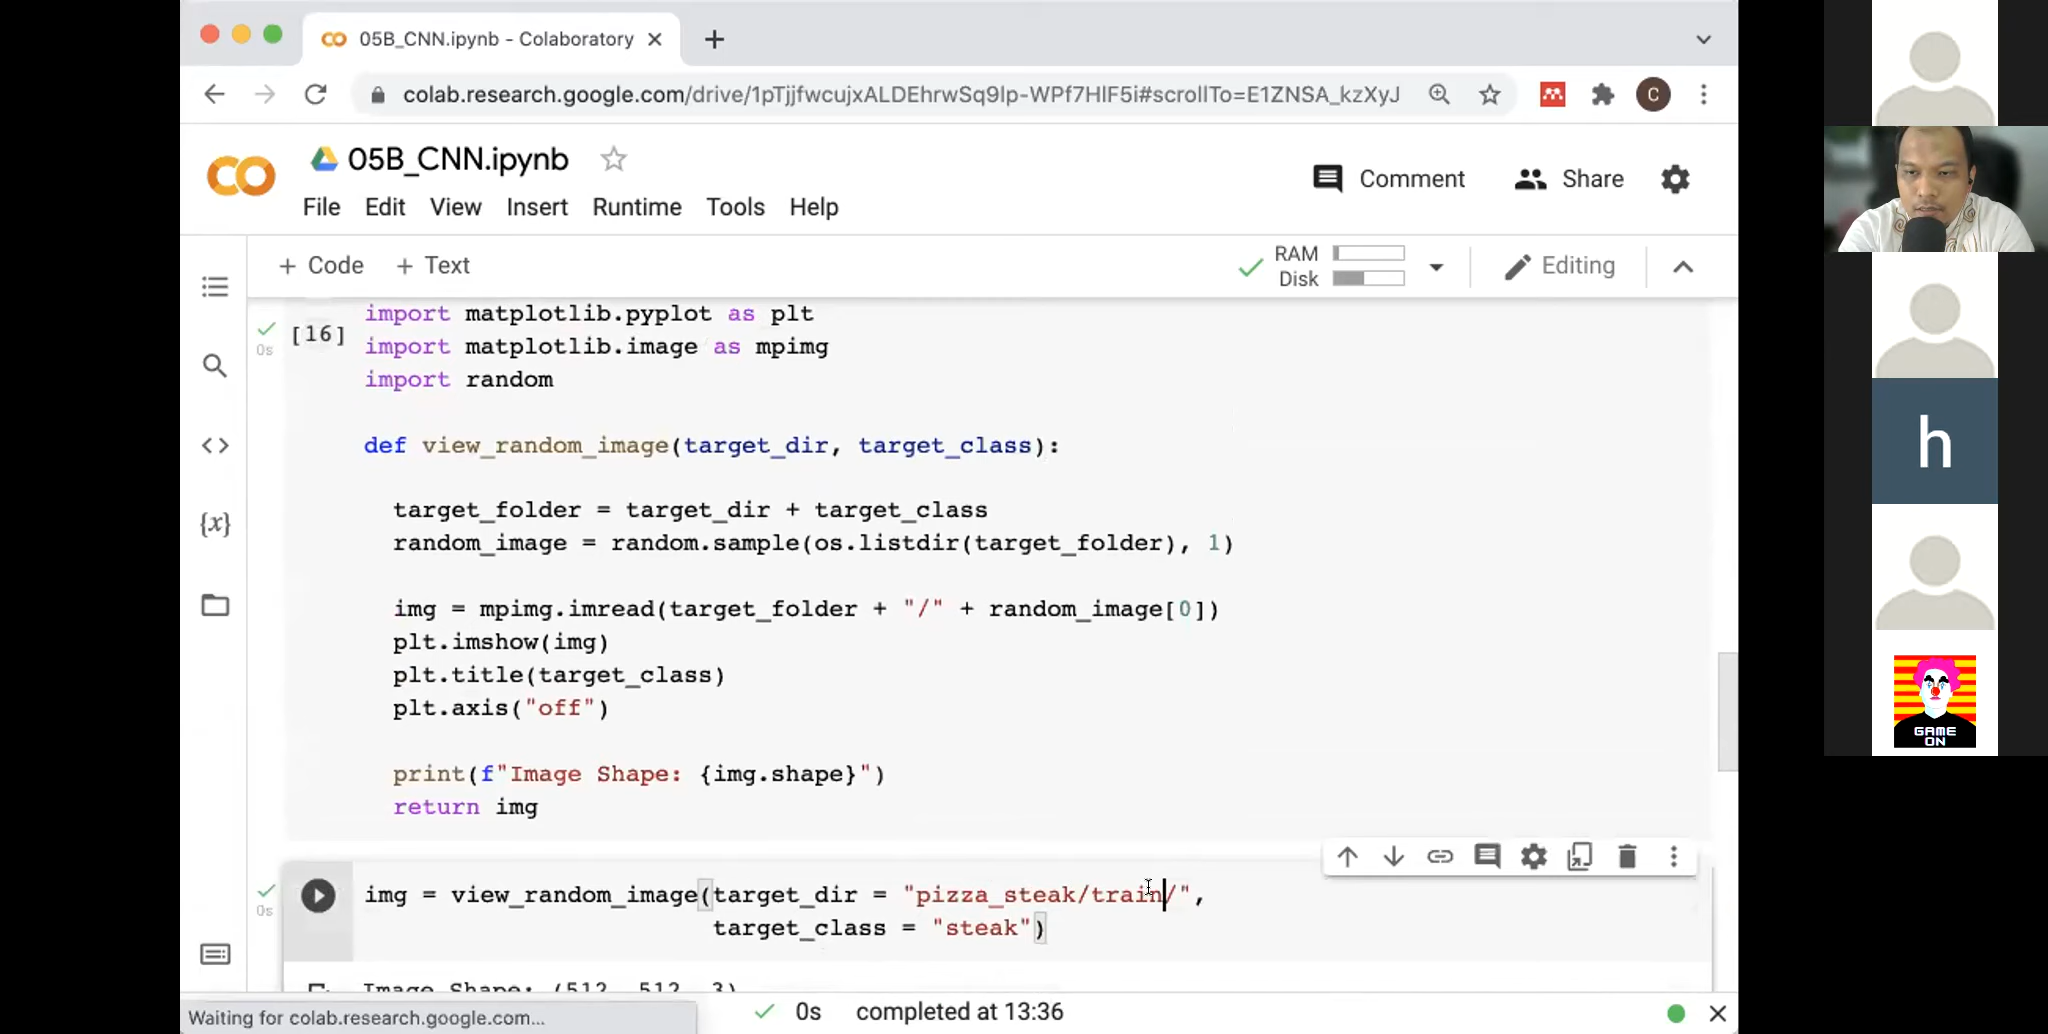 05B_CNN.ipynb - Colaboratory
colab.research.google.com/drive/1pTjjfwcujxALDEhrwSq9lp-WPf7HlF5i#scrollTo=E1ZNSA_kzXyJ
C
05B_CNN.ipynb
Comment
Share
File Edit View Insert Runtime Tools Help
+ Code + Text
RAM
Disk
Editing
0s
[16]
import matplotlib.pyplot as plt
import matplotlib.image as mpimg
import random
def view_random_image(target_dir, target_class):
target_folder = target_dir + target_class
random_image = random.sample(os.listdir(target_folder), 1)
img = mpimg.imread(target_folder + "/" + random_image[0])
plt.imshow(img)
plt.title(target_class)
plt.axis("off")
print(f"Image Shape: {img.shape}")
return img
0s
img = view_random_image(target_dir = "pizza_steak/train/",
target_class = "steak")
Image Shape: (512, 512, 3)
Waiting for colab.research.google.com...
0s completed at 13:36
h
GAME
ON